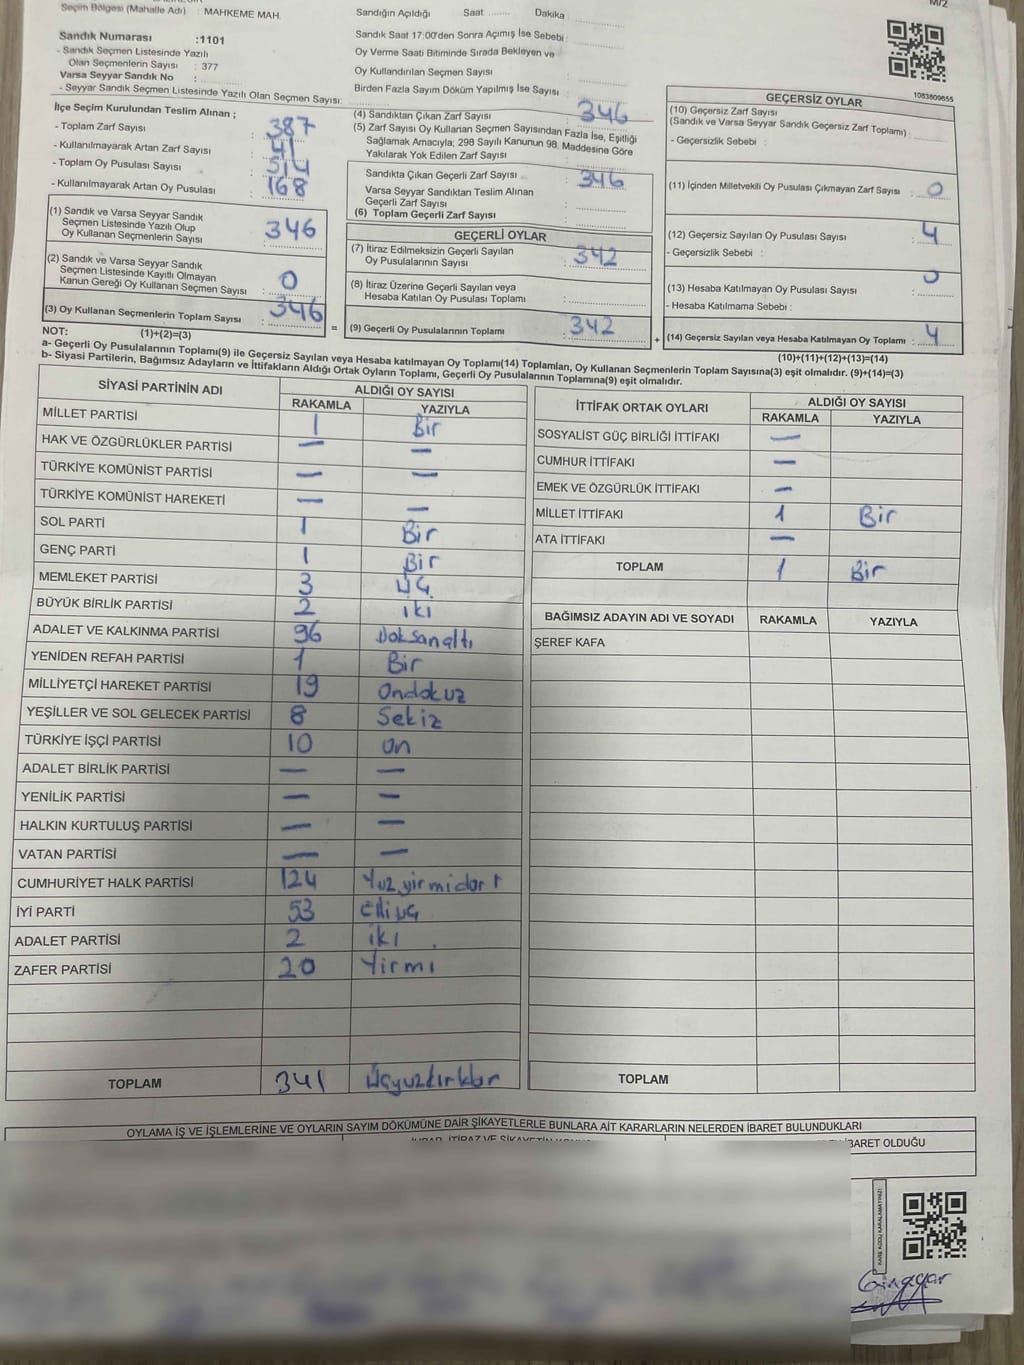 Seçim Bölgesi (Mahalle Adı) : MAHKEME MAH.
Sandık Numarası :1101
- Sandık Seçmen Listesinde Yazılı
Olan Seçmenlerin Sayısı : 377
Varsa Seyyar Sandık No :
- Seyyar Sandık Seçmen Listesinde Yazılı Olan Seçmen Sayısı:
Sandığın Açıldığı Saat ........ Dakika :
Sandık Saat 17:00'den Sonra Açımış İse Sebebi :
Oy Verme Saati Bitiminde Sırada Bekleyen ve
Oy Kullandırılan Seçmen Sayısı :
Birden Fazla Sayım Döküm Yapılmış İse Sayısı :
M/2
1083809655
İlçe Seçim Kurulundan Teslim Alınan ;
- Toplam Zarf Sayısı : 387
- Kullanılmayarak Artan Zarf Sayısı : 41
- Toplam Oy Pusulası Sayısı : 514
- Kullanılmayarak Artan Oy Pusulası : 168
(1) Sandık ve Varsa Seyyar Sandık
Seçmen Listesinde Yazılı Olup
Oy Kullanan Seçmenlerin Sayısı : 346
(2) Sandık ve Varsa Seyyar Sandık
Seçmen Listesinde Kayıtlı Olmayan
Kanun Gereği Oy Kullanan Seçmen Sayısı : 0
(3) Oy Kullanan Seçmenlerin Toplam Sayısı : 346
(4) Sandıktan Çıkan Zarf Sayısı : 346
(5) Zarf Sayısı Oy Kullanan Seçmen Sayısından Fazla İse, Eşitliği
Sağlamak Amacıyla; 298 Sayılı Kanunun 98. Maddesine Göre
Yakılarak Yok Edilen Zarf Sayısı :
Sandıkta Çıkan Geçerli Zarf Sayısı : 346
Varsa Seyyar Sandıktan Teslim Alınan
Geçerli Zarf Sayısı :
(6) Toplam Geçerli Zarf Sayısı :
GEÇERLİ OYLAR
(7) İtiraz Edilmeksizin Geçerli Sayılan
Oy Pusulalarının Sayısı : 342
(8) İtiraz Üzerine Geçerli Sayılan veya
Hesaba Katılan Oy Pusulası Toplamı :
= (9) Geçerli Oy Pusulalarının Toplamı : 342
GEÇERSİZ OYLAR
(10) Geçersiz Zarf Sayısı
(Sandık ve Varsa Seyyar Sandık Geçersiz Zarf Toplamı) :
- Geçersizlik Sebebi :
(11) İçinden Milletvekili Oy Pusulası Çıkmayan Zarf Sayısı : 0
(12) Geçersiz Sayılan Oy Pusulası Sayısı : 4
- Geçersizlik Sebebi :
(13) Hesaba Katılmayan Oy Pusulası Sayısı : 0
- Hesaba Katılmama Sebebi :
+ (14) Geçersiz Sayılan veya Hesaba Katılmayan Oy Toplamı : 4
NOT: (1)+(2)=(3)
(10)+(11)+(12)+(13)=(14)
a- Geçerli Oy Pusulalarının Toplamı(9) ile Geçersiz Sayılan veya Hesaba katılmayan Oy Toplamı(14) Toplamları, Oy Kullanan Seçmenlerin Toplam Sayısına(3) eşit olmalıdır. (9)+(14)=(3)
b- Siyasi Partilerin, Bağımsız Adayların ve İttifakların Aldığı Ortak Oyların Toplamı, Geçerli Oy Pusulalarının Toplamına(9) eşit olmalıdır.
SİYASİ PARTİNİN ADI ALDIĞI OY SAYISI
RAKAMLA YAZIYLA
MİLLET PARTİSİ 1 Bir
HAK VE ÖZGÜRLÜKLER PARTİSİ — —
TÜRKİYE KOMÜNİST PARTİSİ — —
TÜRKİYE KOMÜNİST HAREKETİ — —
SOL PARTİ 1 Bir
GENÇ PARTİ 1 Bir
MEMLEKET PARTİSİ 3 Üç
BÜYÜK BİRLİK PARTİSİ 2 iki
ADALET VE KALKINMA PARTİSİ 96 Doksanaltı
YENİDEN REFAH PARTİSİ 1 Bir
MİLLİYETÇİ HAREKET PARTİSİ 19 Ondokuz
YEŞİLLER VE SOL GELECEK PARTİSİ 8 Sekiz
TÜRKİYE İŞÇİ PARTİSİ 10 on
ADALET BİRLİK PARTİSİ — —
YENİLİK PARTİSİ — —
HALKIN KURTULUŞ PARTİSİ — —
VATAN PARTİSİ — —
CUMHURİYET HALK PARTİSİ 124 Yuzyirmidort
İYİ PARTİ 53 elliüç
ADALET PARTİSİ 2 iki
ZAFER PARTİSİ 20 Yirmi
TOPLAM 341 Üçyuzkırkbir
İTTİFAK ORTAK OYLARI ALDIĞI OY SAYISI
RAKAMLA YAZIYLA
SOSYALİST GÜÇ BİRLİĞİ İTTİFAKI —
CUMHUR İTTİFAKI —
EMEK VE ÖZGÜRLÜK İTTİFAKI —
MİLLET İTTİFAKI 1 Bir
ATA İTTİFAKI —
TOPLAM 1 Bir
BAĞIMSIZ ADAYIN ADI VE SOYADI RAKAMLA YAZIYLA
ŞEREF KAFA
TOPLAM
OYLAMA İŞ VE İŞLEMLERİNE VE OYLARIN SAYIM DÖKÜMÜNE DAİR ŞİKAYETLERLE BUNLARA AİT KARARLARIN NELERDEN İBARET BULUNDUKLARI
İBARET OLDUĞU